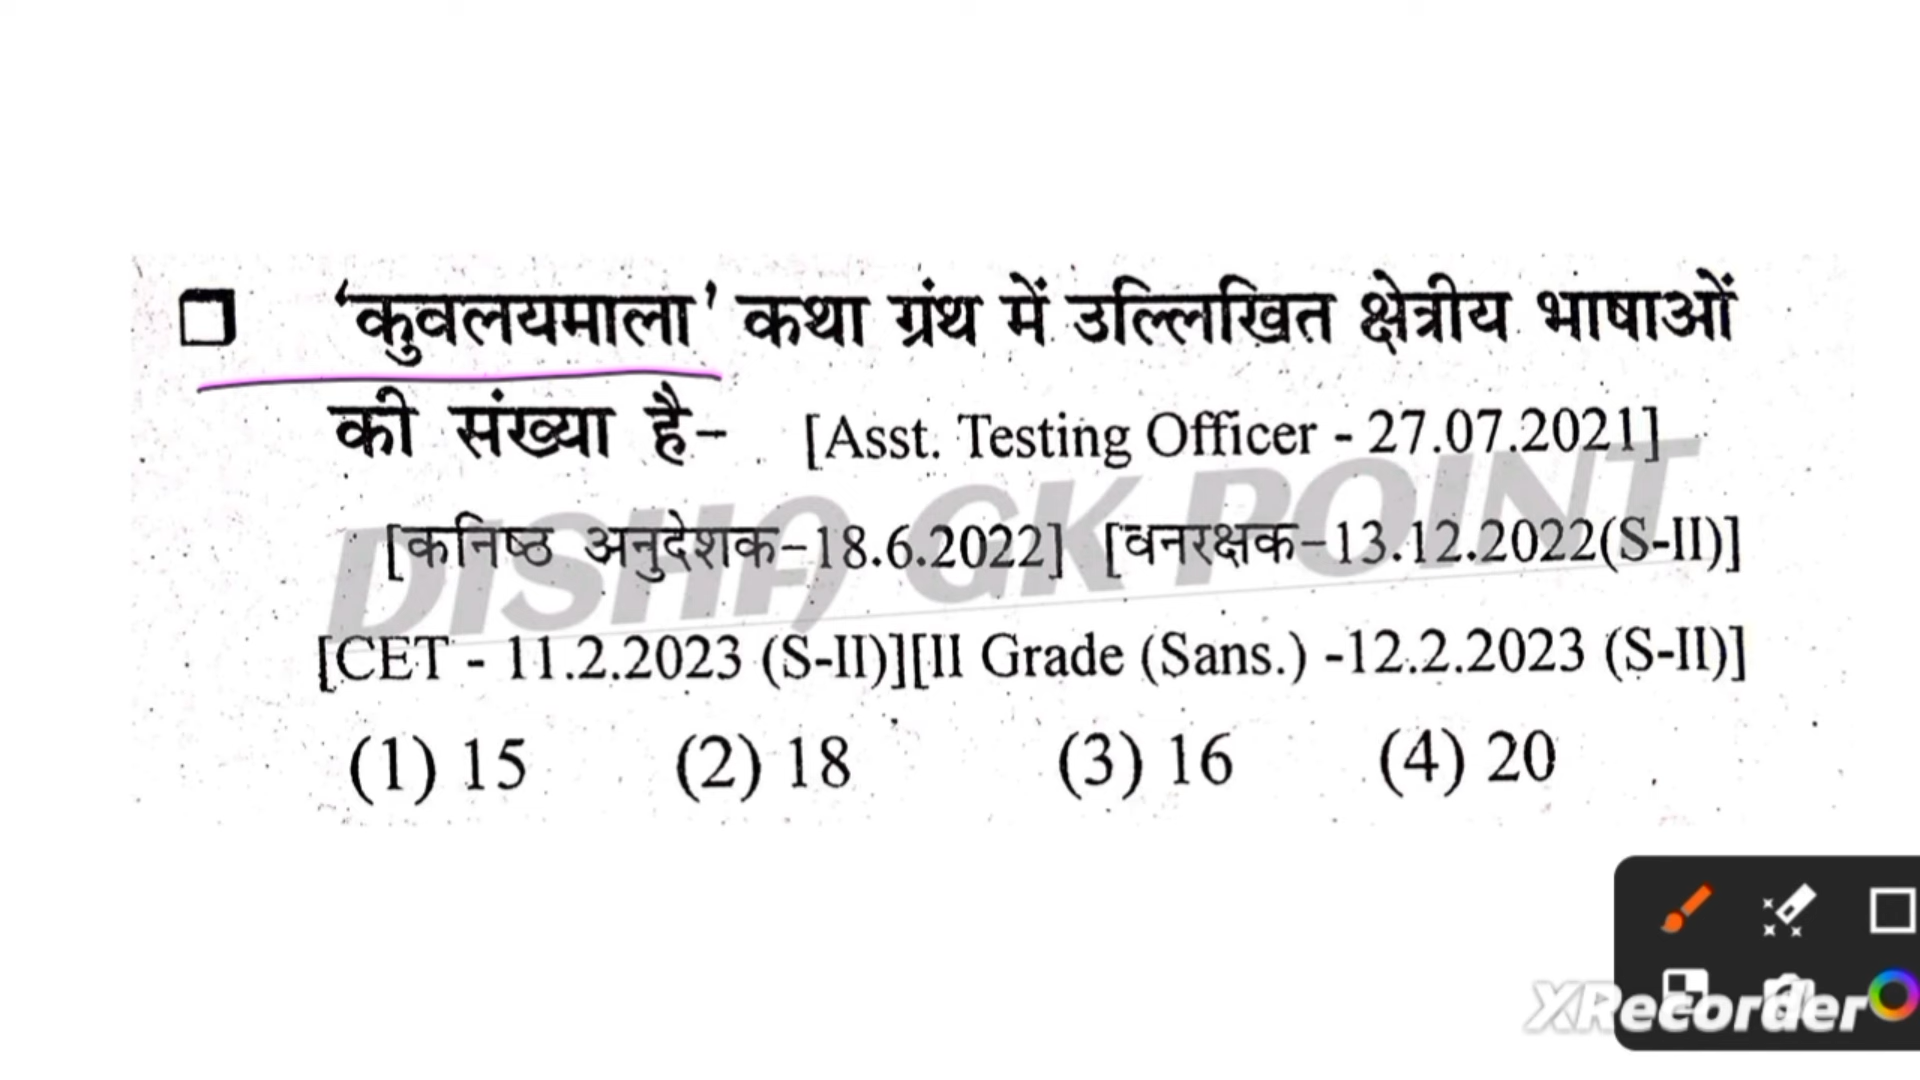 'कुवलयमाला' कथा ग्रंथ में उल्लिखित क्षेत्रीय भाषाओं
की संख्या है- [Asst. Testing Officer - 27.07.2021]
[कनिष्ठ अनुदेशक-18.6.2022] [वनरक्षक-13.12.2022(S-II)]
DISHA GK POINT
[CET - 11.2.2023 (S-II)][II Grade (Sans.) -12.2.2023 (S-II)]
(1) 15 (2) 18 (3) 16 (4) 20
XRecorder